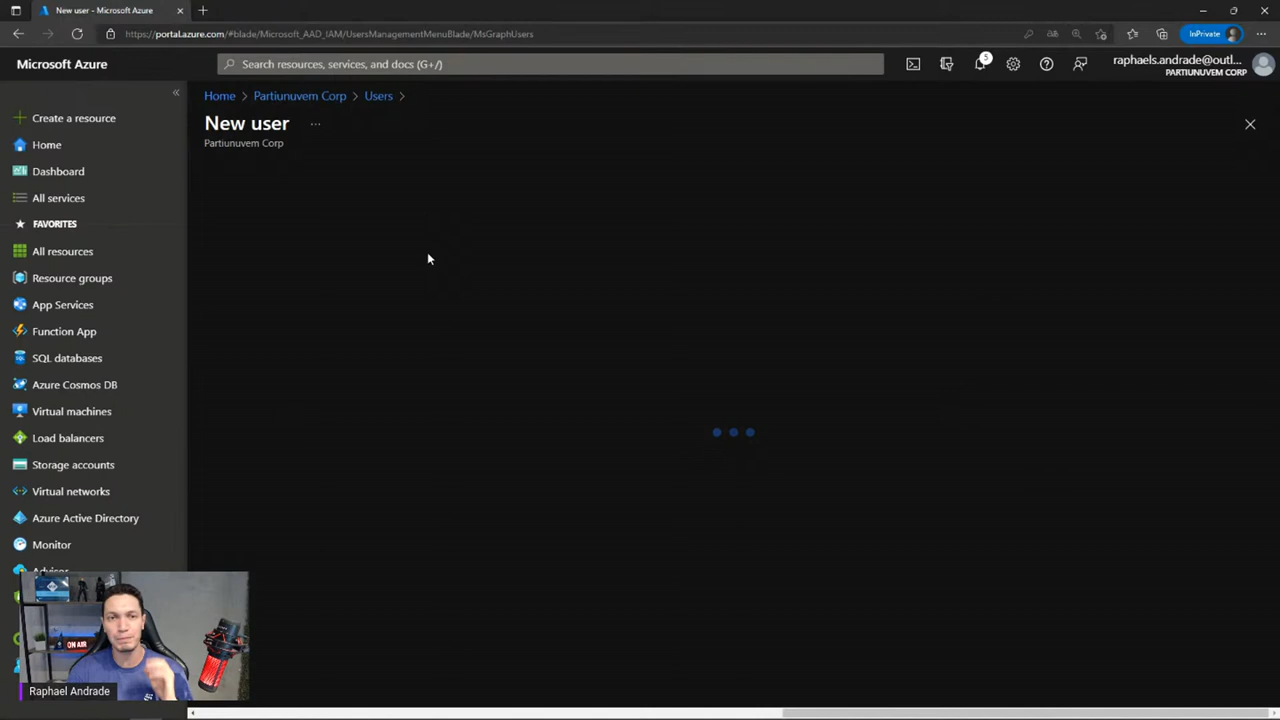 New user - Microsoft Azure
https://portal.azure.com/#blade/Microsoft_AAD_IAM/UsersManagementMenuBlade/MsGraphUsers
InPrivate
Microsoft Azure
Search resources, services, and docs (G+/)
5
raphaels.andrade@outl...
PARTIUNUVEM CORP
Home > Partiunuvem Corp > Users >
New user ...
Partiunuvem Corp
Create a resource
Home
Dashboard
All services
FAVORITES
All resources
Resource groups
App Services
Function App
SQL databases
Azure Cosmos DB
Virtual machines
Load balancers
Storage accounts
Virtual networks
Azure Active Directory
Monitor
Advisor
ON AIR
Raphael Andrade